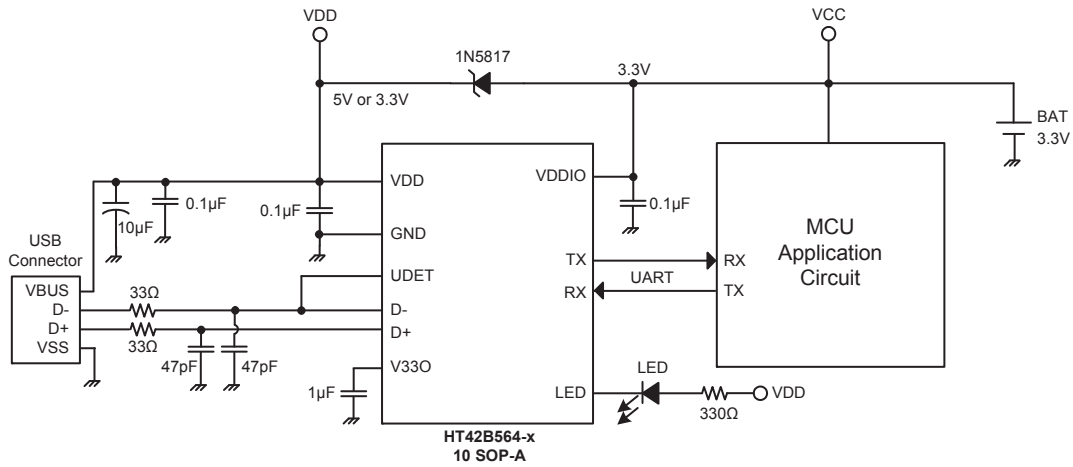 VDD
VCC
1N5817
3.3V
5V or 3.3V
BAT
3.3V
VDD
VDDIO
0.1µF
10µF
0.1µF
0.1µF
GND
MCU
Application
Circuit
USB
Connector
TX
RX
UDET
UART
VBUS
33Ω
RX
TX
D-
D-
D+
D+
33Ω
VSS
47pF
47pF
V33O
LED
1µF
LED
VDD
330Ω
HT42B564-x
10 SOP-A